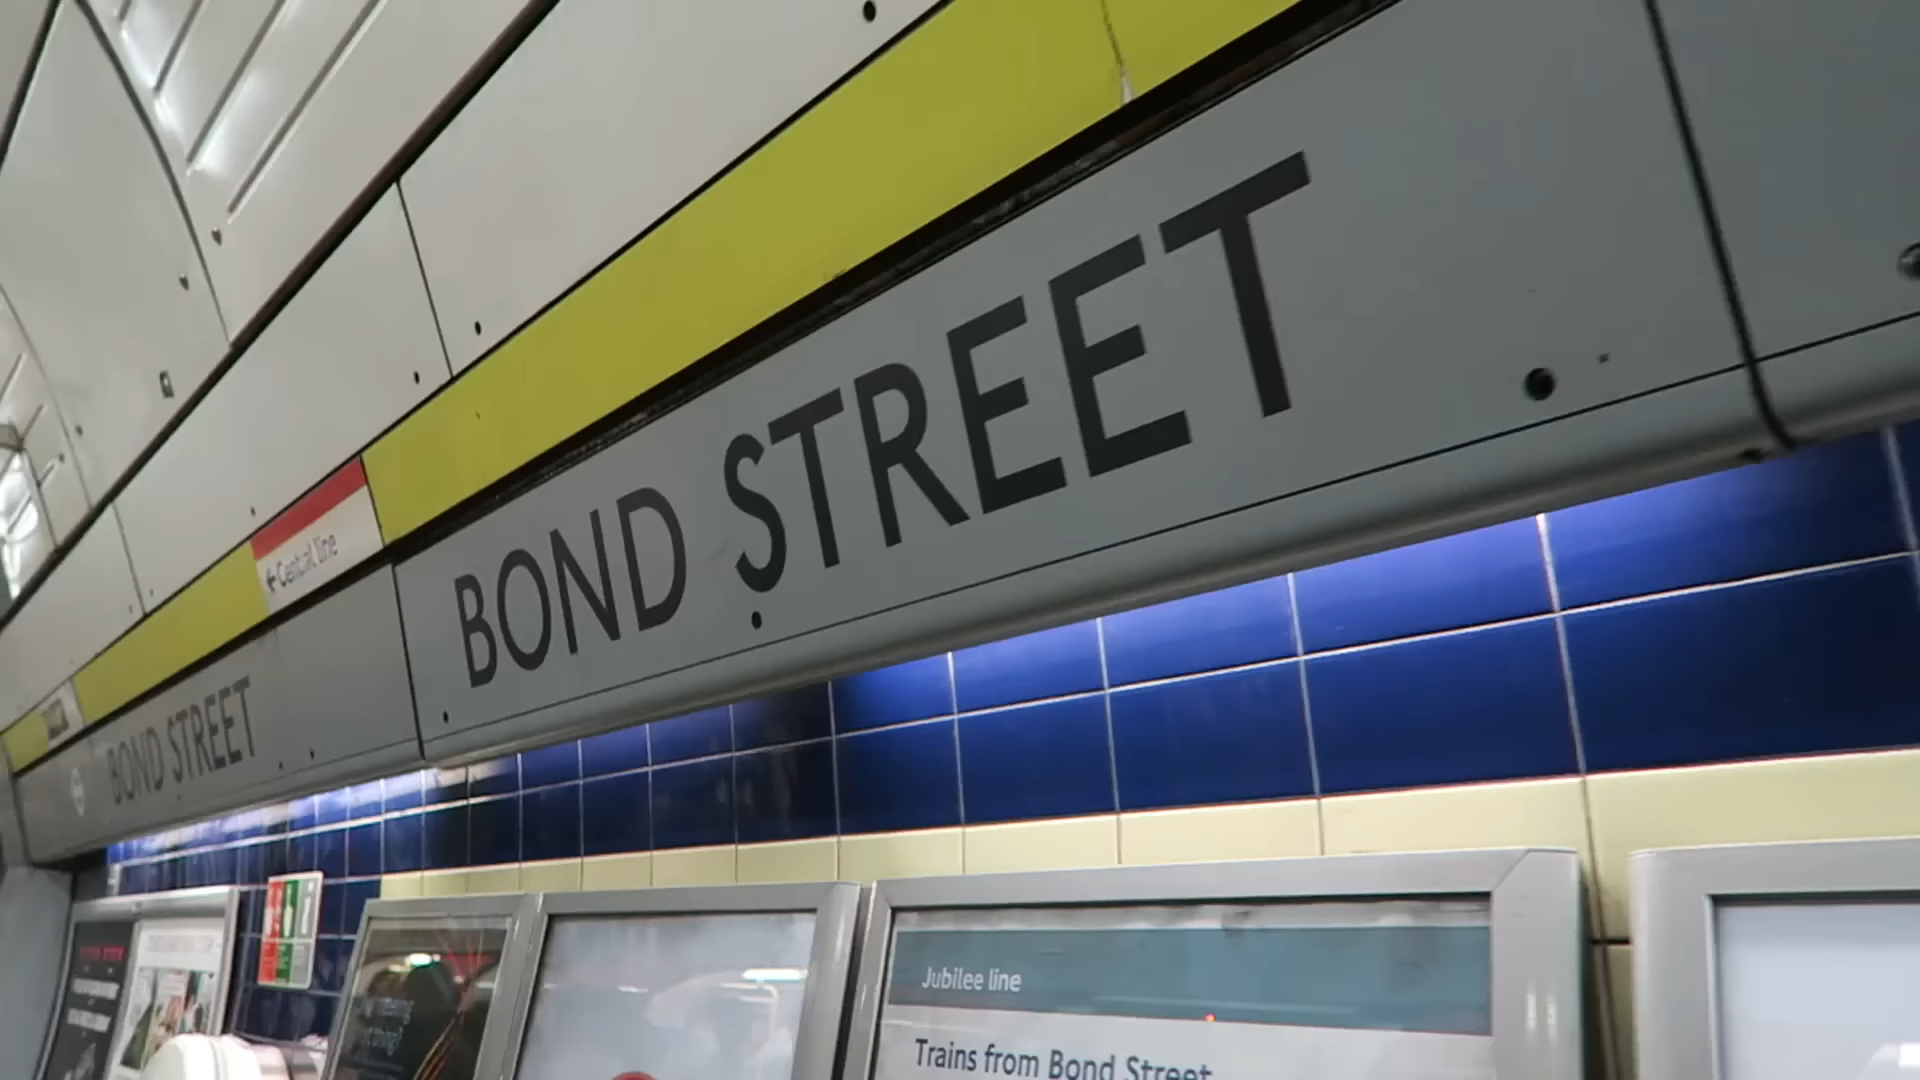 BOND STREET
← Central line
BOND STREET
Jubilee line
Trains from Bond Street